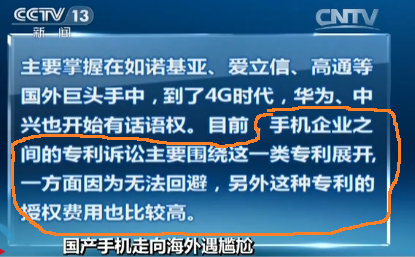 CCTV 13
新闻
CNTV
主要掌握在如诺基亚、爱立信、高通等
国外巨头手中，到了4G时代，华为、中
兴也开始有话语权。目前，手机企业之
间的专利诉讼主要围绕这一类专利展开，
一方面因为无法回避，另外这种专利的
授权费用也比较高。
国产手机走向海外遇尴尬